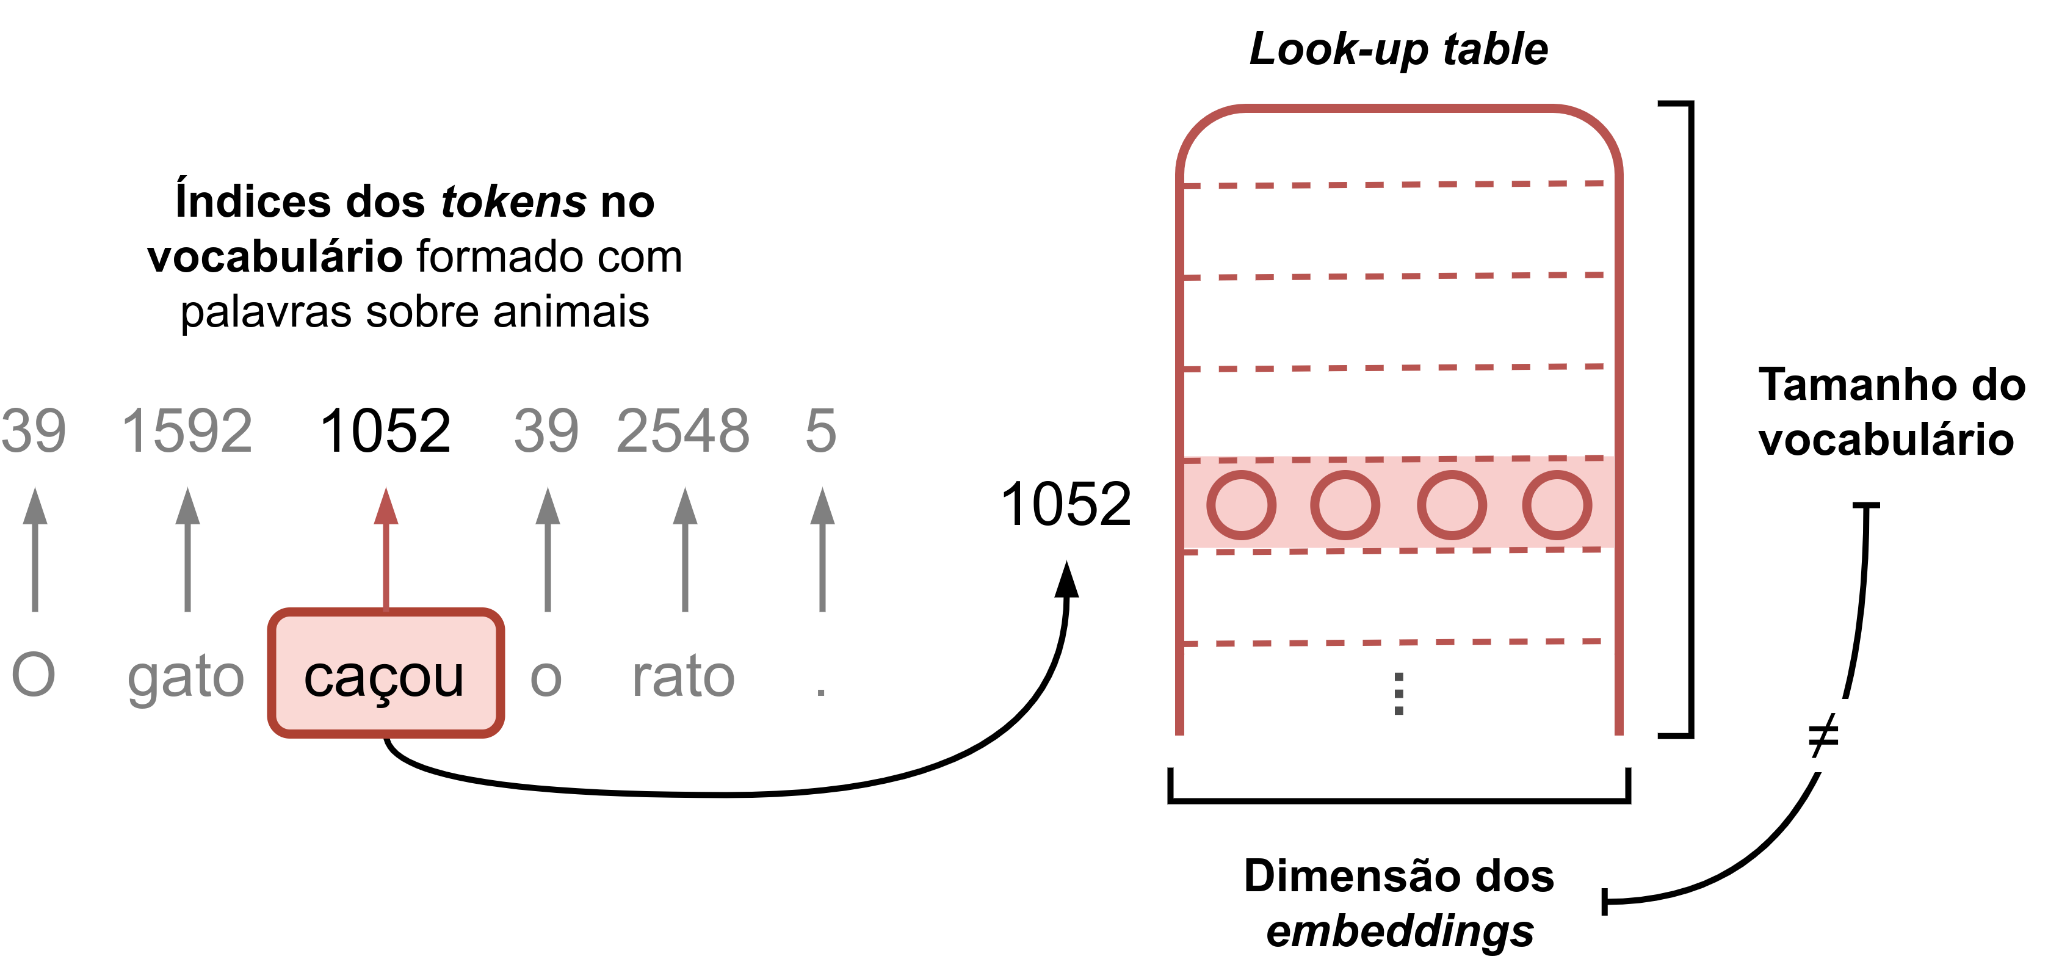 Look-up table
Índices dos tokens no
vocabulário formado com
palavras sobre animais
39 1592 1052 39 2548 5
O gato caçou o rato .
1052
Tamanho do
vocabulário
≠
Dimensão dos
embeddings